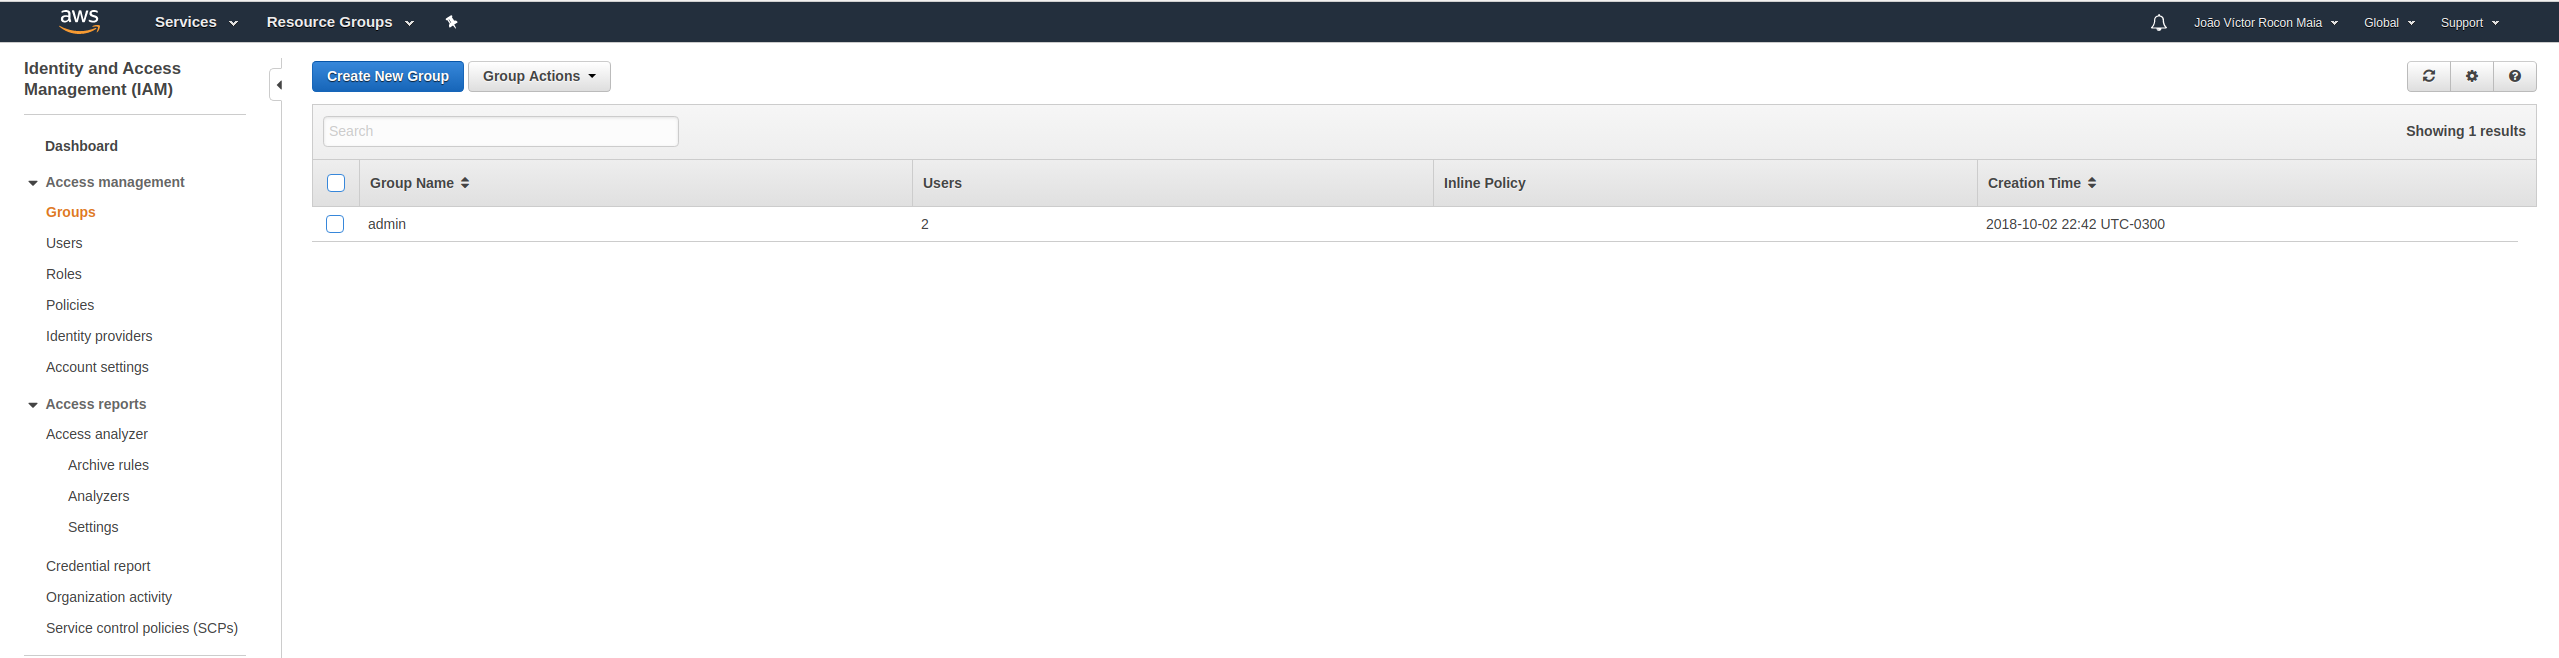 aws Services Resource Groups João Víctor Rocon Maia Global Support
Identity and Access
Management (IAM)
Dashboard
Access management
Groups
Users
Roles
Policies
Identity providers
Account settings
Access reports
Access analyzer
Archive rules
Analyzers
Settings
Credential report
Organization activity
Service control policies (SCPs)
Create New Group Group Actions
Search Showing 1 results
Group Name Users Inline Policy Creation Time
admin 2 2018-10-02 22:42 UTC-0300